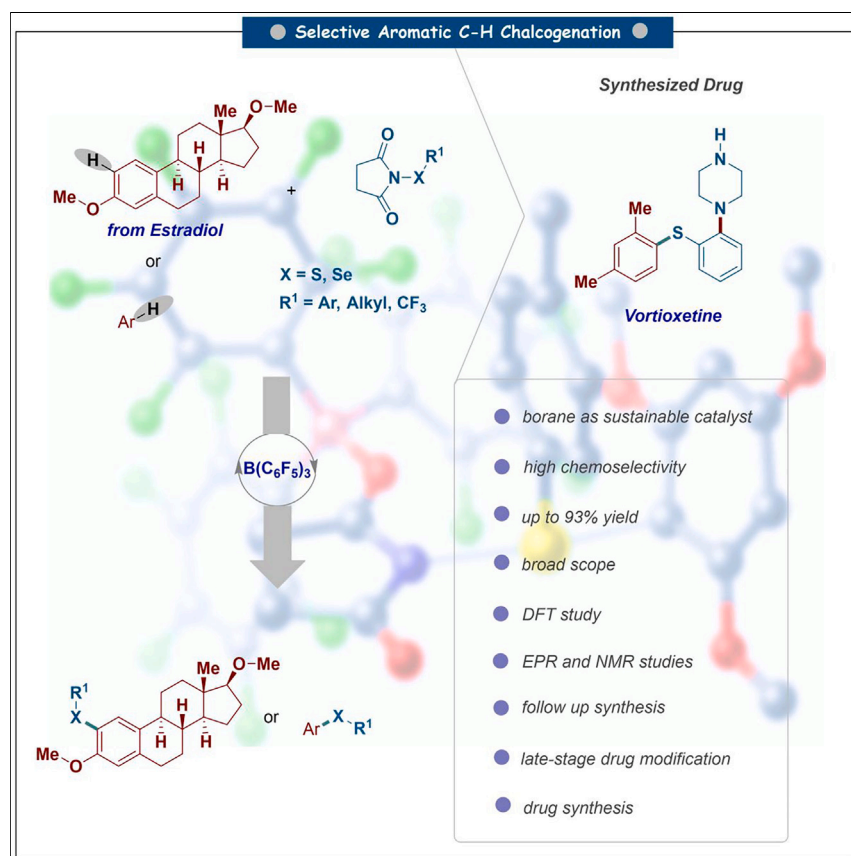 Selective Aromatic C-H Chalcogenation
Synthesized Drug
Me
O-Me
H
H
H
H
MeO
from Estradiol
+
O
N
X
R¹
O
or
Ar
H
X = S, Se
R¹ = Ar, Alkyl, CF₃
H
N
N
Me
S
Me
Vortioxetine
B(C₆F₅)₃
borane as sustainable catalyst
high chemoselectivity
up to 93% yield
broad scope
DFT study
EPR and NMR studies
follow up synthesis
late-stage drug modification
drug synthesis
R¹
X
Me
O-Me
H
H
H
MeO
or
Ar
X
R¹